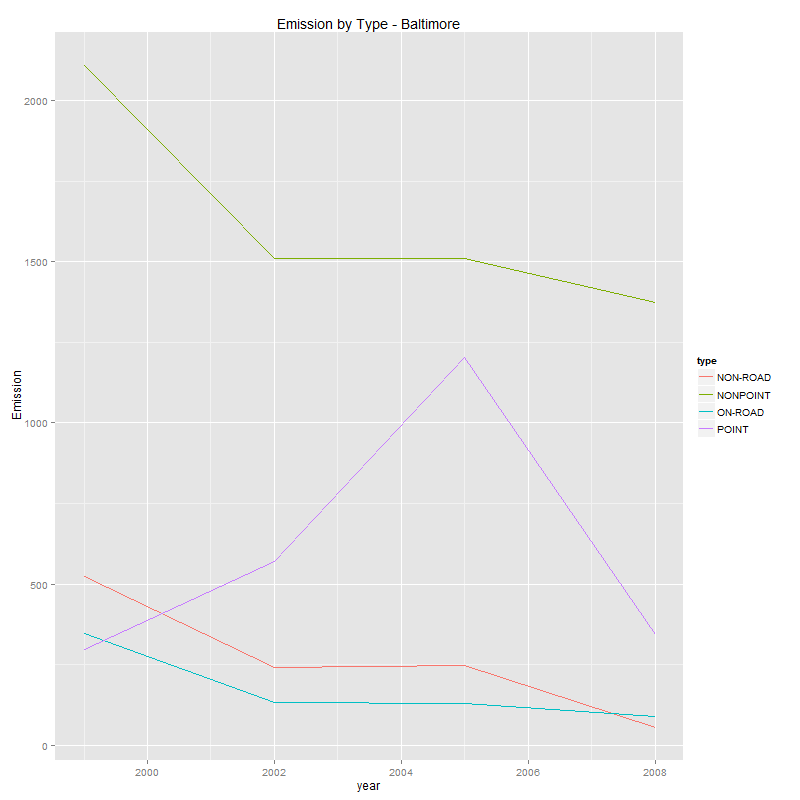 Emission by Type - Baltimore
2000
1500
1000
500
0
Emission
2000
2002
2004
2006
2008
year
type
NON-ROAD
NONPOINT
ON-ROAD
POINT